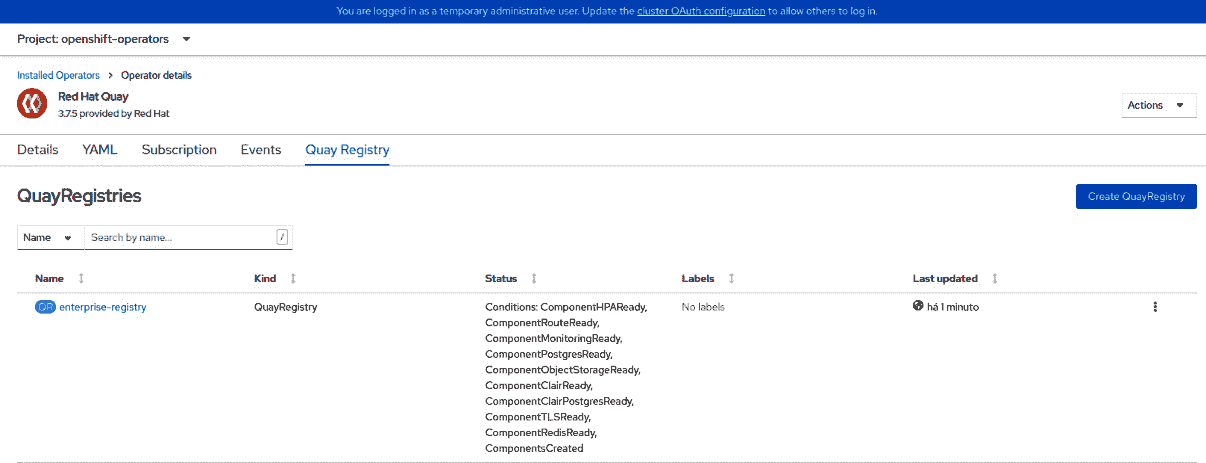 You are logged in as a temporary administrative user. Update the cluster OAuth configuration to allow others to log in.
Project: openshift-operators
Installed Operators > Operator details
Red Hat Quay
3.7.5 provided by Red Hat
Actions
Details YAML Subscription Events Quay Registry
QuayRegistries
Create QuayRegistry
Name Search by name... /
Name Kind Status Labels Last updated
QR enterprise-registry QuayRegistry Conditions: ComponentHPAReady, No labels há 1 minuto
ComponentRouteReady,
ComponentMonitoringReady,
ComponentPostgresReady,
ComponentObjectStorageReady,
ComponentClairReady,
ComponentClairPostgresReady,
ComponentTLSReady,
ComponentRedisReady,
ComponentsCreated